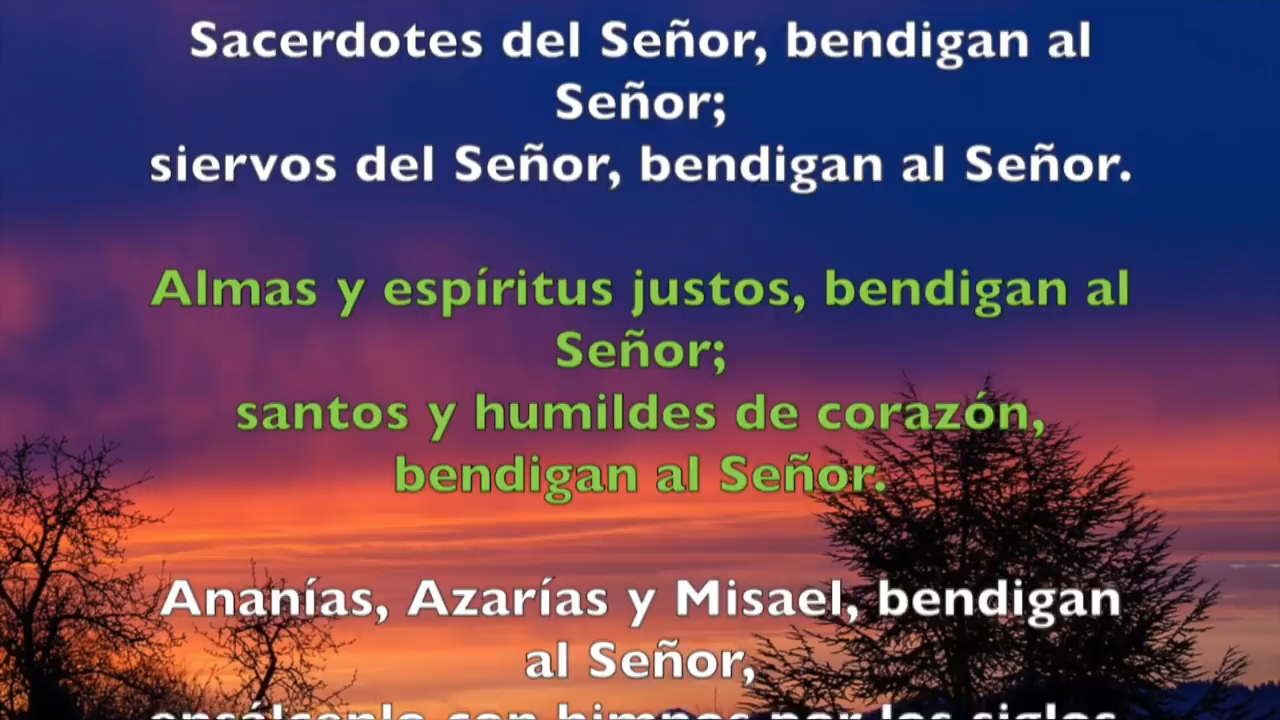 Sacerdotes del Señor, bendigan al
Señor;
siervos del Señor, bendigan al Señor.
Almas y espíritus justos, bendigan al
Señor;
santos y humildes de corazón,
bendigan al Señor.
Ananías, Azarías y Misael, bendigan
al Señor,
ensálcenlo con himnos por los siglos